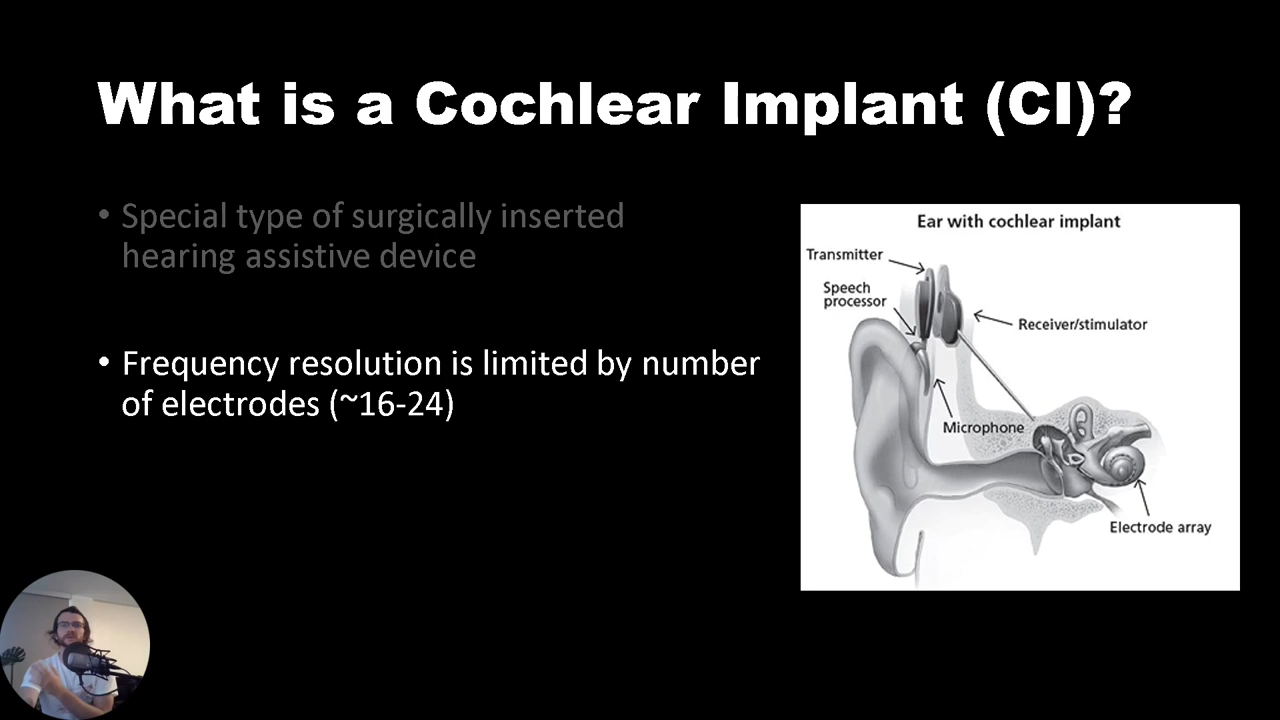 What is a Cochlear Implant (CI)?
• Special type of surgically inserted
hearing assistive device
• Frequency resolution is limited by number
of electrodes (~16-24)
Ear with cochlear implant
Transmitter
Speech
processor
Receiver/stimulator
Microphone
Electrode array